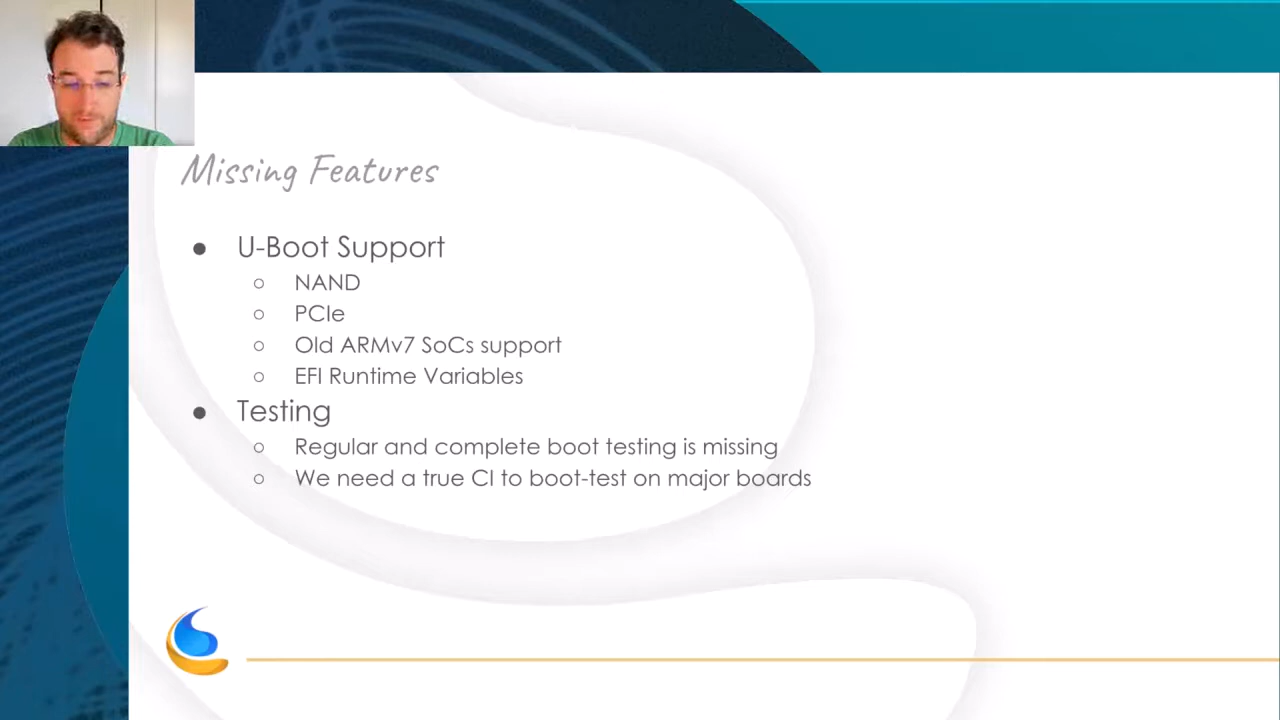 Missing Features
● U-Boot Support
○ NAND
○ PCIe
○ Old ARMv7 SoCs support
○ EFI Runtime Variables
● Testing
○ Regular and complete boot testing is missing
○ We need a true CI to boot-test on major boards